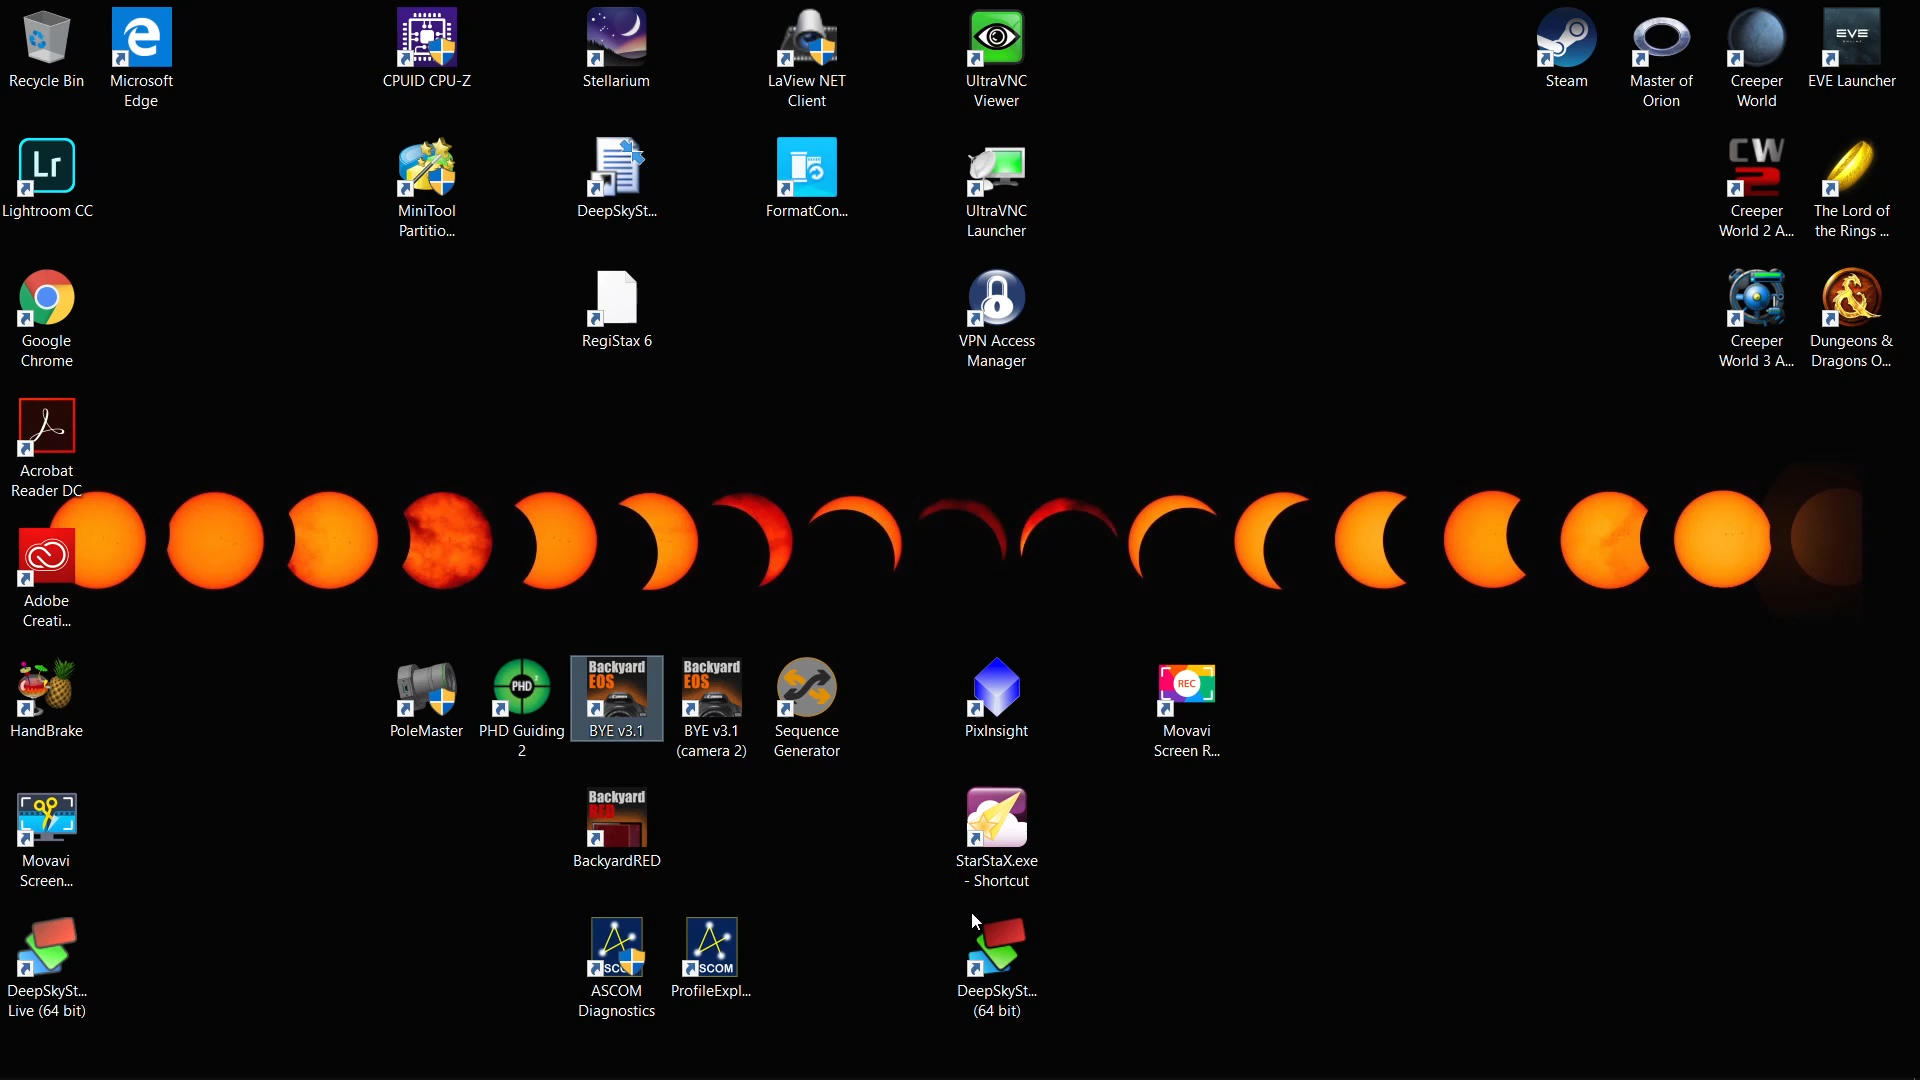 Recycle Bin
Microsoft
Edge
CPUID CPU-Z
Stellarium
LaView NET
Client
UltraVNC
Viewer
Steam
Master of
Orion
Creeper
World
EVE
EVE Launcher
Lr
Lightroom CC
MiniTool
Partitio...
DeepSkySt...
FormatCon...
UltraVNC
Launcher
CW
2
Creeper
World 2 A...
The Lord of
the Rings ...
Google
Chrome
RegiStax 6
VPN Access
Manager
Creeper
World 3 A...
Dungeons &
Dragons O...
Acrobat
Reader DC
Adobe
Creati...
HandBrake
PoleMaster
PHD
PHD Guiding
2
Backyard
EOS
BYE v3.1
Backyard
EOS
BYE v3.1
(camera 2)
Sequence
Generator
PixInsight
REC
Movavi
Screen R...
Movavi
Screen...
Backyard
RED
BackyardRED
StarStaX.exe
- Shortcut
DeepSkySt...
Live (64 bit)
ASCOM
Diagnostics
SCOM
ProfileExpl...
DeepSkySt...
(64 bit)